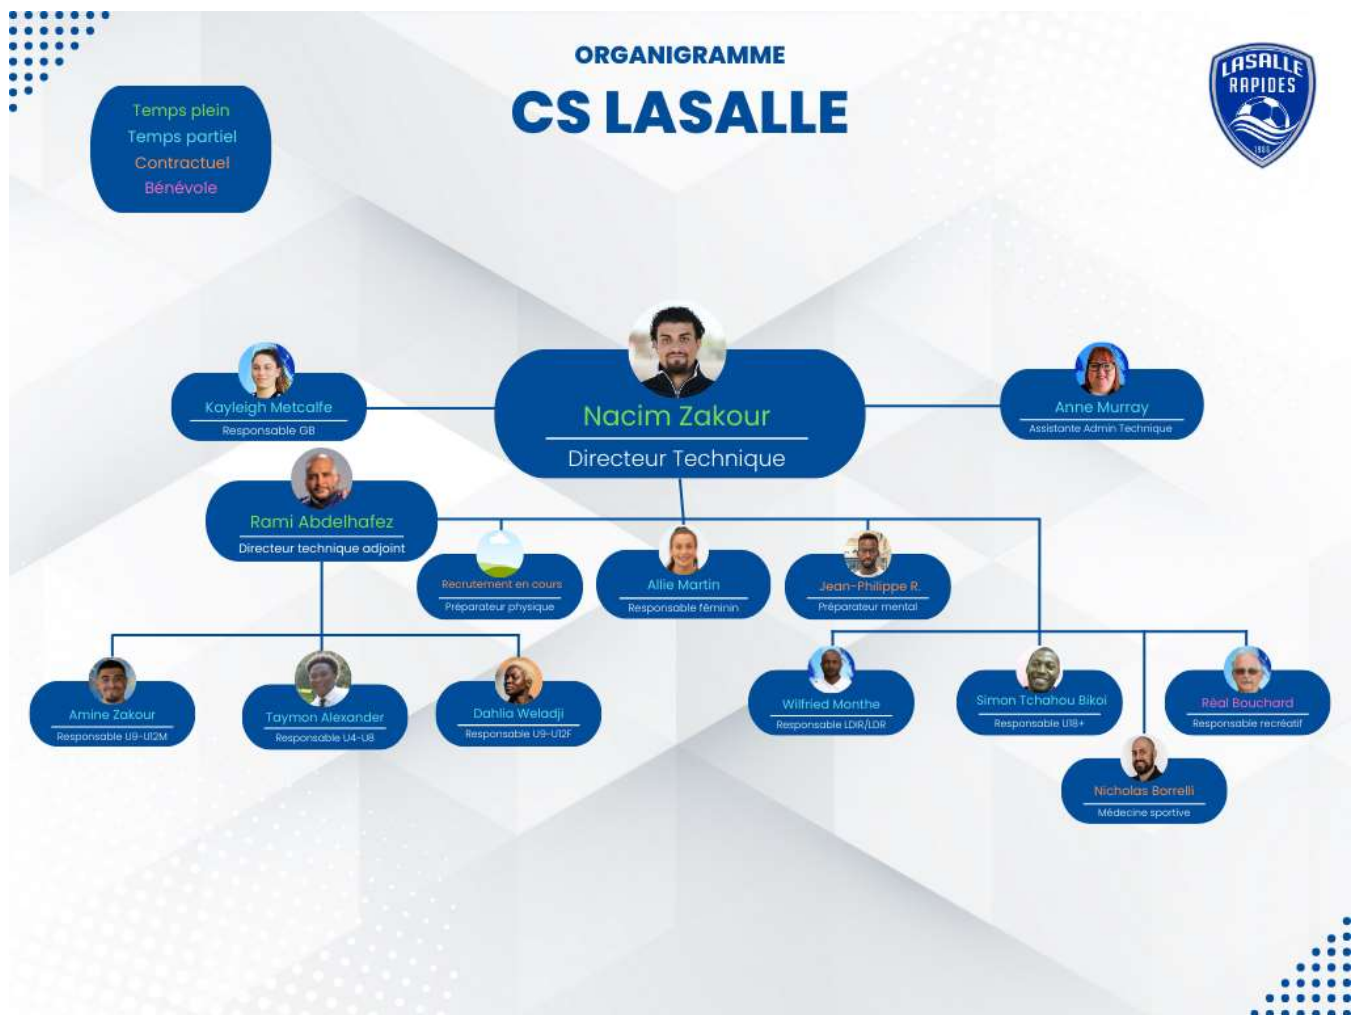 ORGANIGRAMME
CS LASALLE
LASALLE
RAPIDES
Temps plein
Temps partiel
Contractuel
Bénévole
Kayleigh Metcalfe
Responsable GB
Nacim Zakour
Directeur Technique
Anne Murray
Assistante Admin Technique
Rami Abdelhafez
Directeur technique adjoint
Recrutement en cours
Préparateur physique
Allie Martin
Responsable féminin
Jean-Philippe R.
Préparateur mental
Amine Zakour
Responsable U9-U12M
Taymon Alexander
Responsable U4-U8
Dahlia Weladji
Responsable U9-U12F
Wilfried Monthe
Responsable LDIR/LDR
Simon Tchahou Bikoi
Responsable U18+
Réal Bouchard
Responsable recréatif
Nicholas Borrelli
Médecine sportive